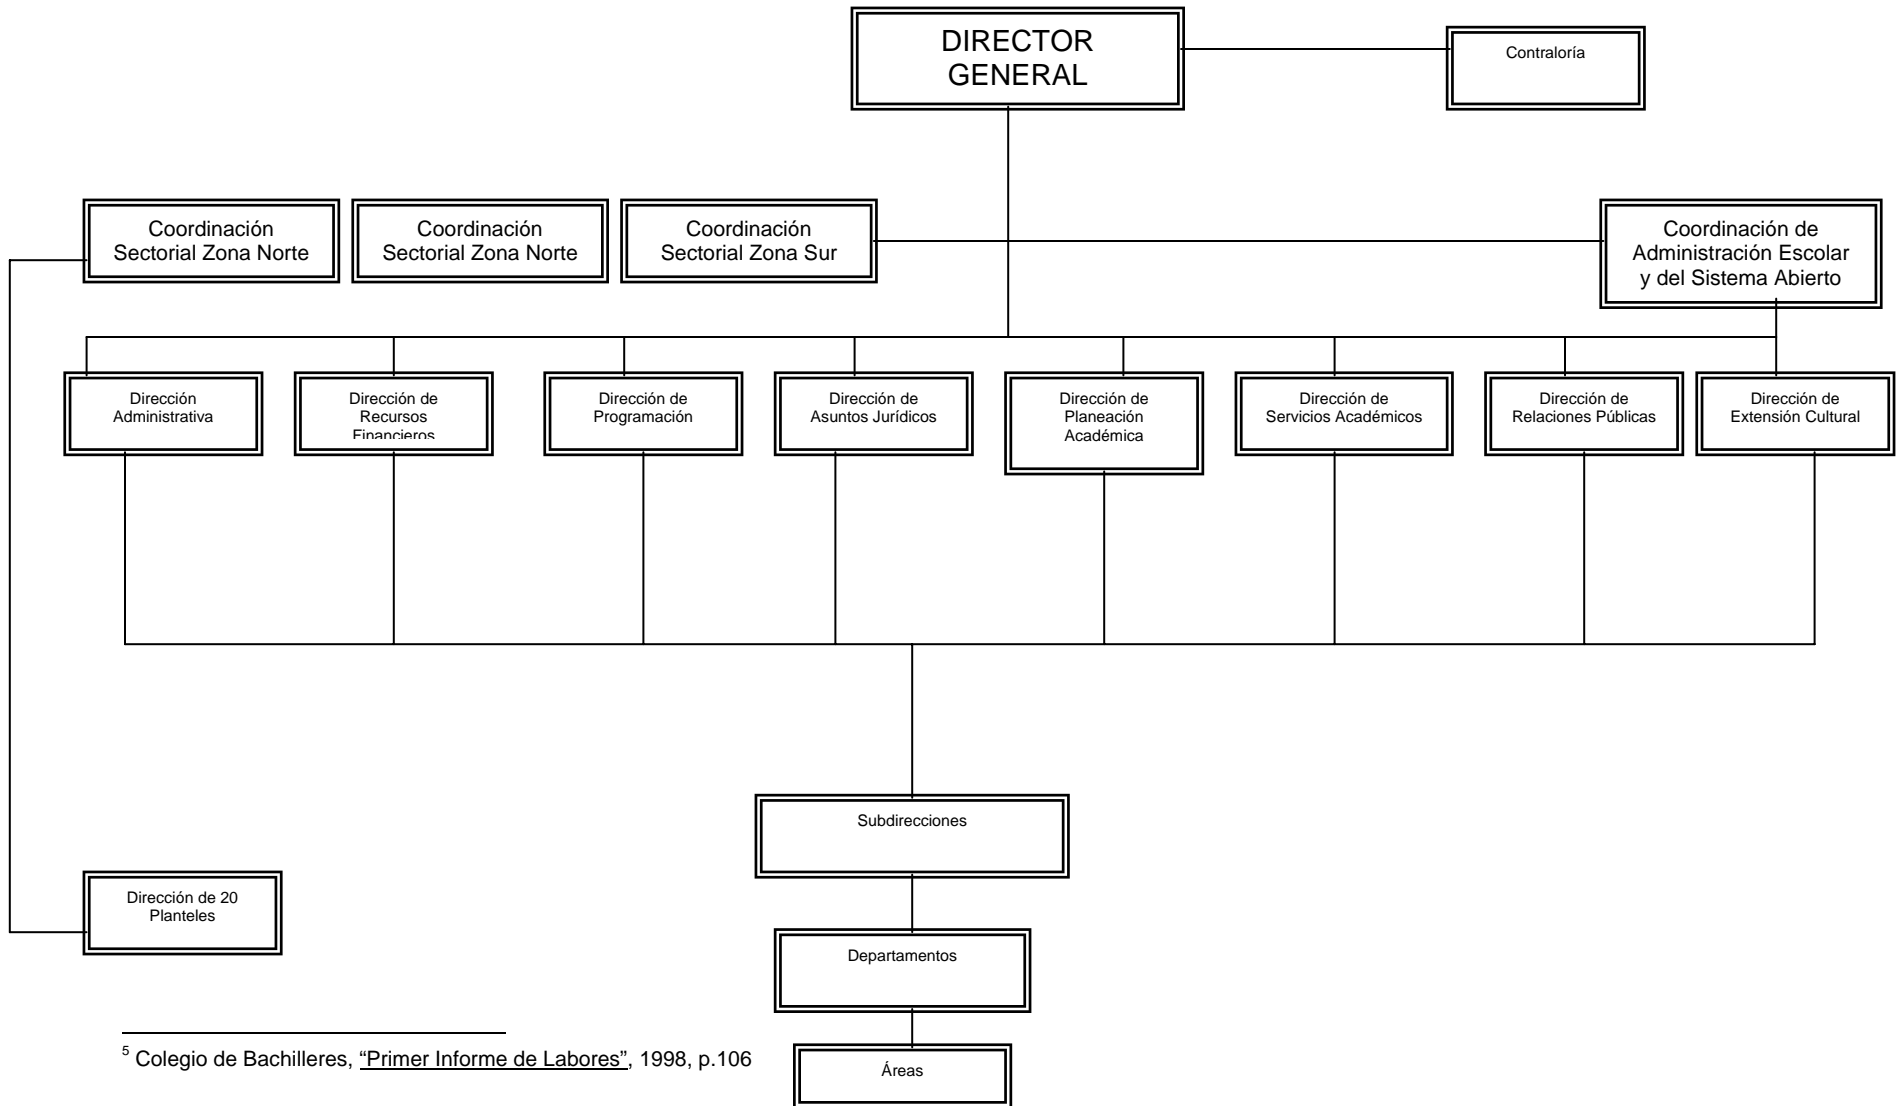 DIRECTOR
GENERAL
Contraloría
Coordinación
Sectorial Zona Norte
Coordinación
Sectorial Zona Norte
Coordinación
Sectorial Zona Sur
Coordinación de
Administración Escolar
y del Sistema Abierto
Dirección
Administrativa
Dirección de
Recursos
Financieros
Dirección de
Programación
Dirección de
Asuntos Jurídicos
Dirección de
Planeación
Académica
Dirección de
Servicios Académicos
Dirección de
Relaciones Públicas
Dirección de
Extensión Cultural
Subdirecciones
Dirección de 20
Planteles
Departamentos
Áreas
5 Colegio de Bachilleres, “Primer Informe de Labores”, 1998, p.106